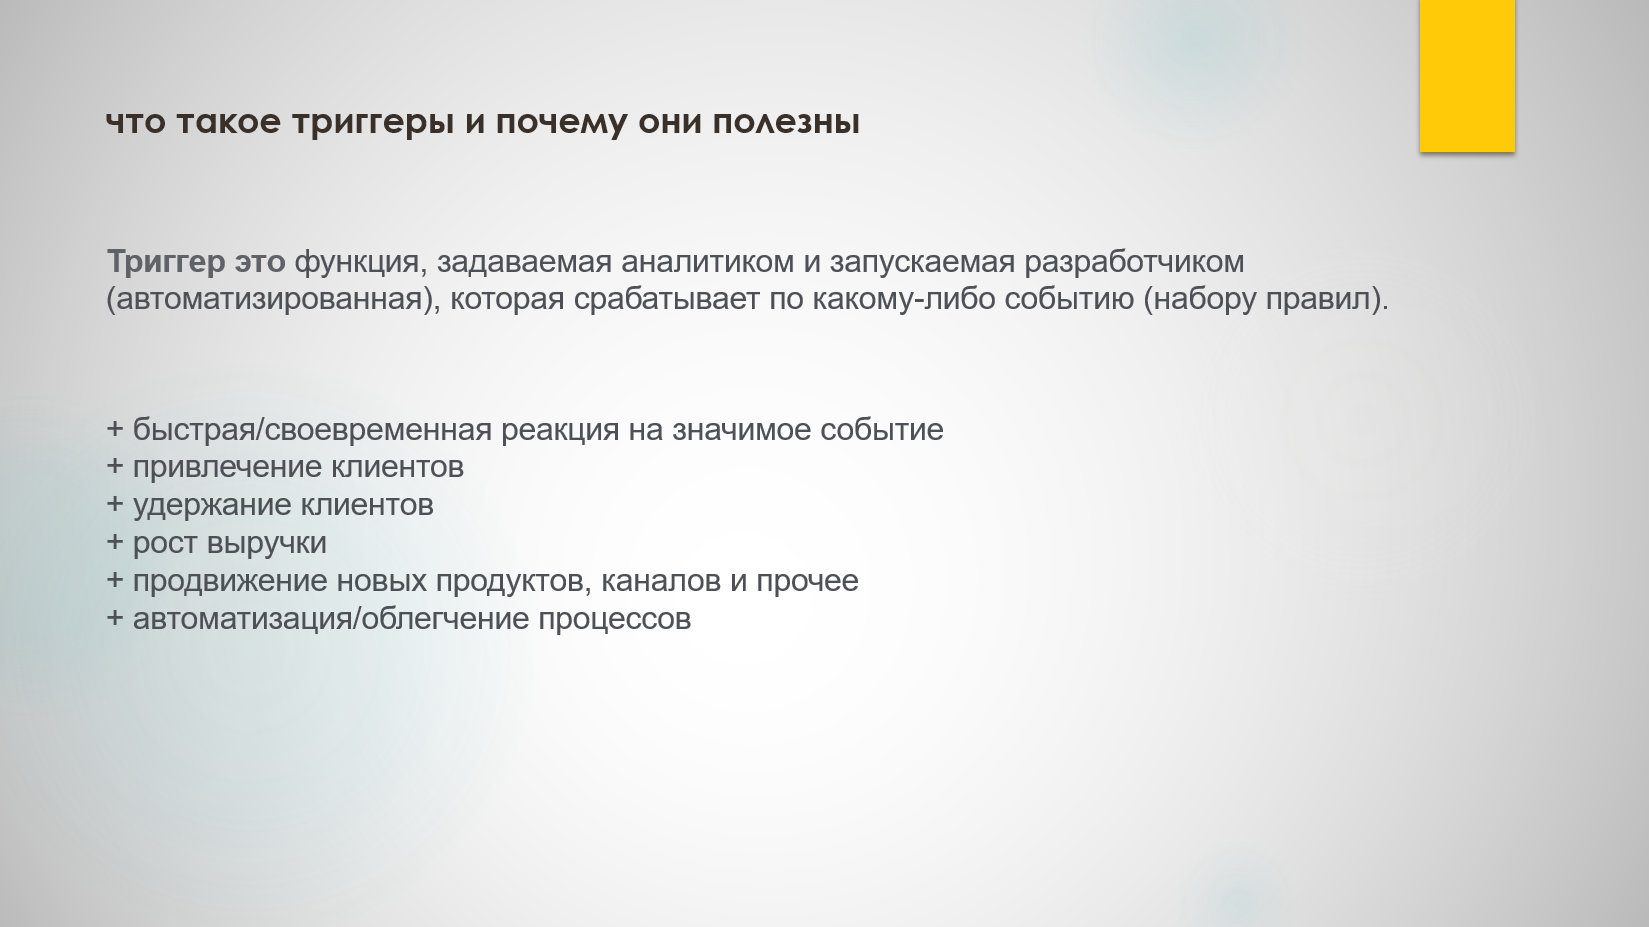 что такое триггеры и почему они полезны
Триггер это функция, задаваемая аналитиком и запускаемая разработчиком
(автоматизированная), которая срабатывает по какому-либо событию (набору правил).
+ быстрая/своевременная реакция на значимое событие
+ привлечение клиентов
+ удержание клиентов
+ рост выручки
+ продвижение новых продуктов, каналов и прочее
+ автоматизация/облегчение процессов